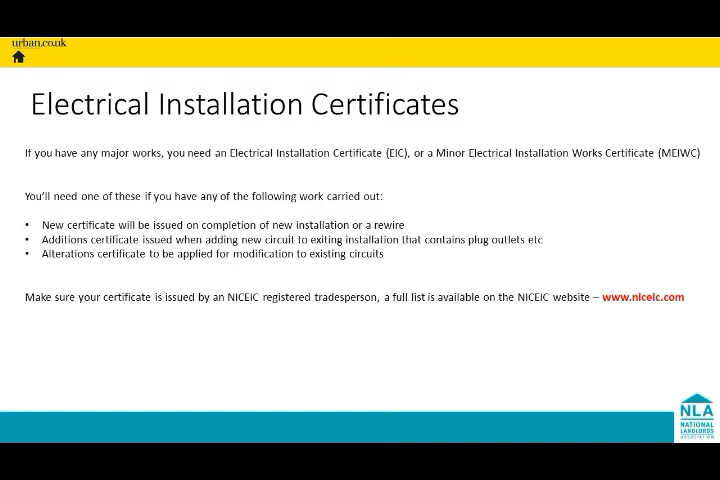 urban.co.uk
Electrical Installation Certificates
If you have any major works, you need an Electrical Installation Certificate (EIC), or a Minor Electrical Installation Works Certificate (MEIWC)
You'll need one of these if you have any of the following work carried out:
• New certificate will be issued on completion of new installation or a rewire
• Additions certificate issued when adding new circuit to exiting installation that contains plug outlets etc
• Alterations certificate to be applied for modification to existing circuits
Make sure your certificate is issued by an NICEIC registered tradesperson, a full list is available on the NICEIC website – www.niceic.com
NLA
NATIONAL
LANDLORDS
ASSOCIATION